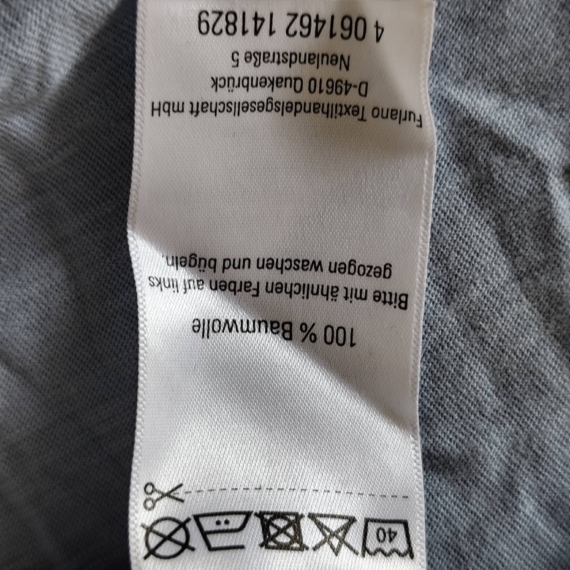 40
100 % Baumwolle
Bitte mit ähnlichen Farben auf links
gezogen waschen und bügeln.
Furlano Textilhandelsgesellschaft mbH
D-49610 Quakenbrück
Neulandstraße 5
4 061462 141829